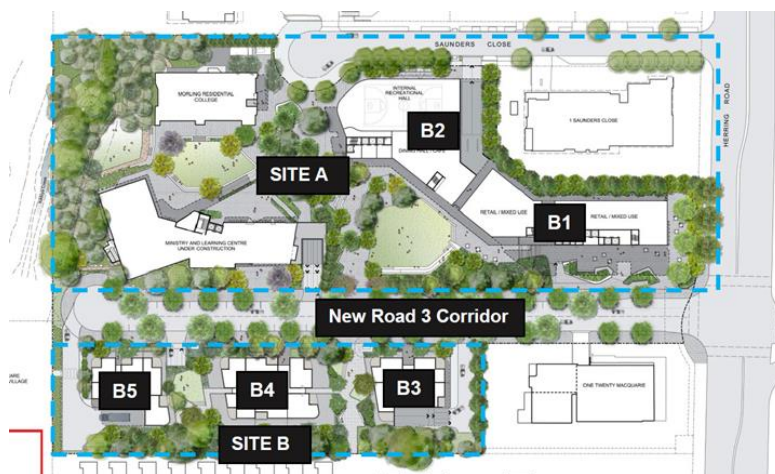 SAUNDERS CLOSE
MORLING RESIDENTIAL
COLLEGE
INTERNAL
RECREATIONAL
HALL
B2
1 SAUNDERS CLOSE
HERRING ROAD
SITE A
RETAIL / MIXED USE
B1
RETAIL / MIXED USE
MINISTRY AND LEARNING CENTRE
UNDER CONSTRUCTION
New Road 3 Corridor
B5
B4
B3
ONE TWENTY MACQUARIE
VILLAGE
SITE B